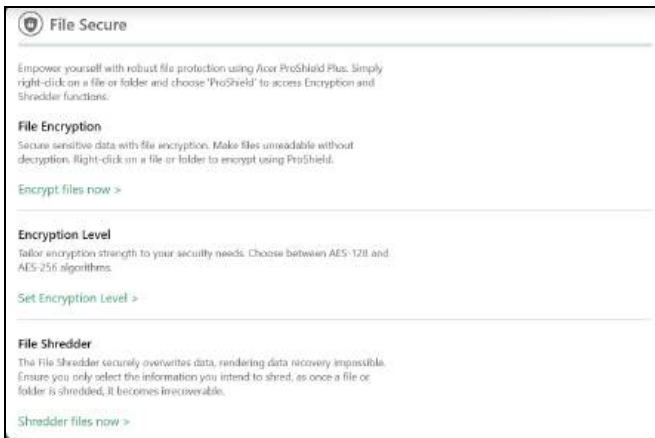 File Secure
Empower yourself with robust file protection using Acer ProShield Plus. Simply
right-click on a file or folder and choose 'ProShield' to access Encryption and
Shredder functions.
File Encryption
Secure sensitive data with file encryption. Make files unreadable without
decryption. Right-click on a file or folder to encrypt using ProShield.
Encrypt files now >
Encryption Level
Tailor encryption strength to your security needs. Choose between AES-128 and
AES-256 algorithms.
Set Encryption Level >
File Shredder
The File Shredder securely overwrites data, rendering data recovery impossible.
Ensure you only select the information you intend to shred, as once a file or
folder is shredded, it becomes irrecoverable.
Shredder files now >